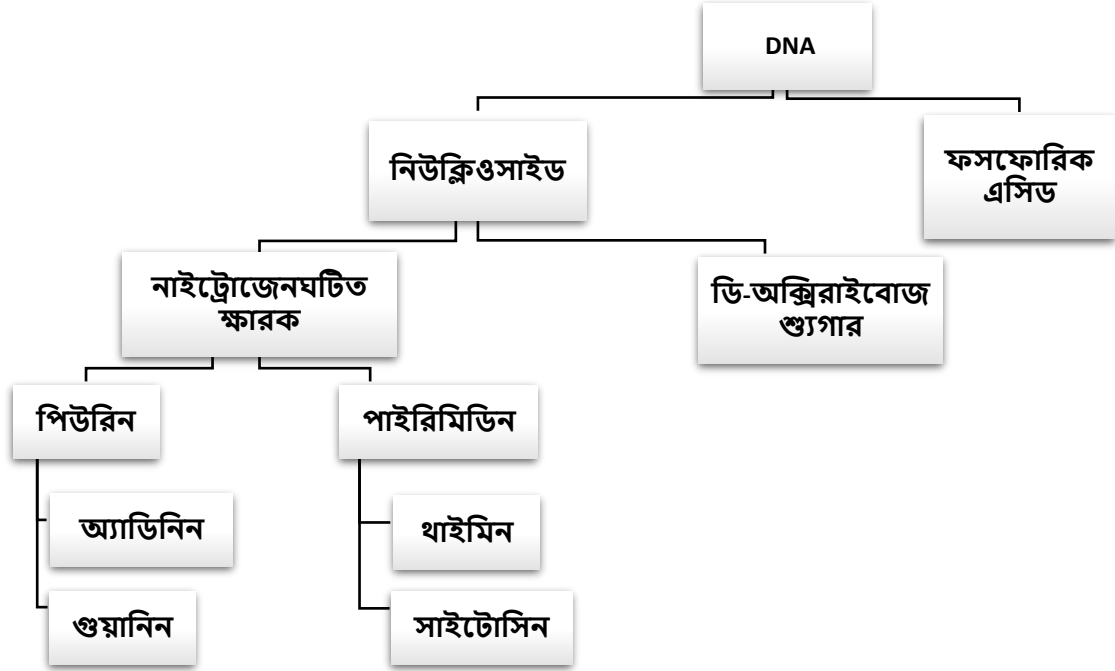 DNA
নিউক্লিওসাইড
ফসফোরিক
এসিড
নাইট্রোজেনঘটিত
ক্ষারক
ডি-অক্সিরাইবোজ
শ্যুগার
পিউরিন
পাইরিমিডিন
অ্যাডিনিন
থাইমিন
গুয়ানিন
সাইটোসিন